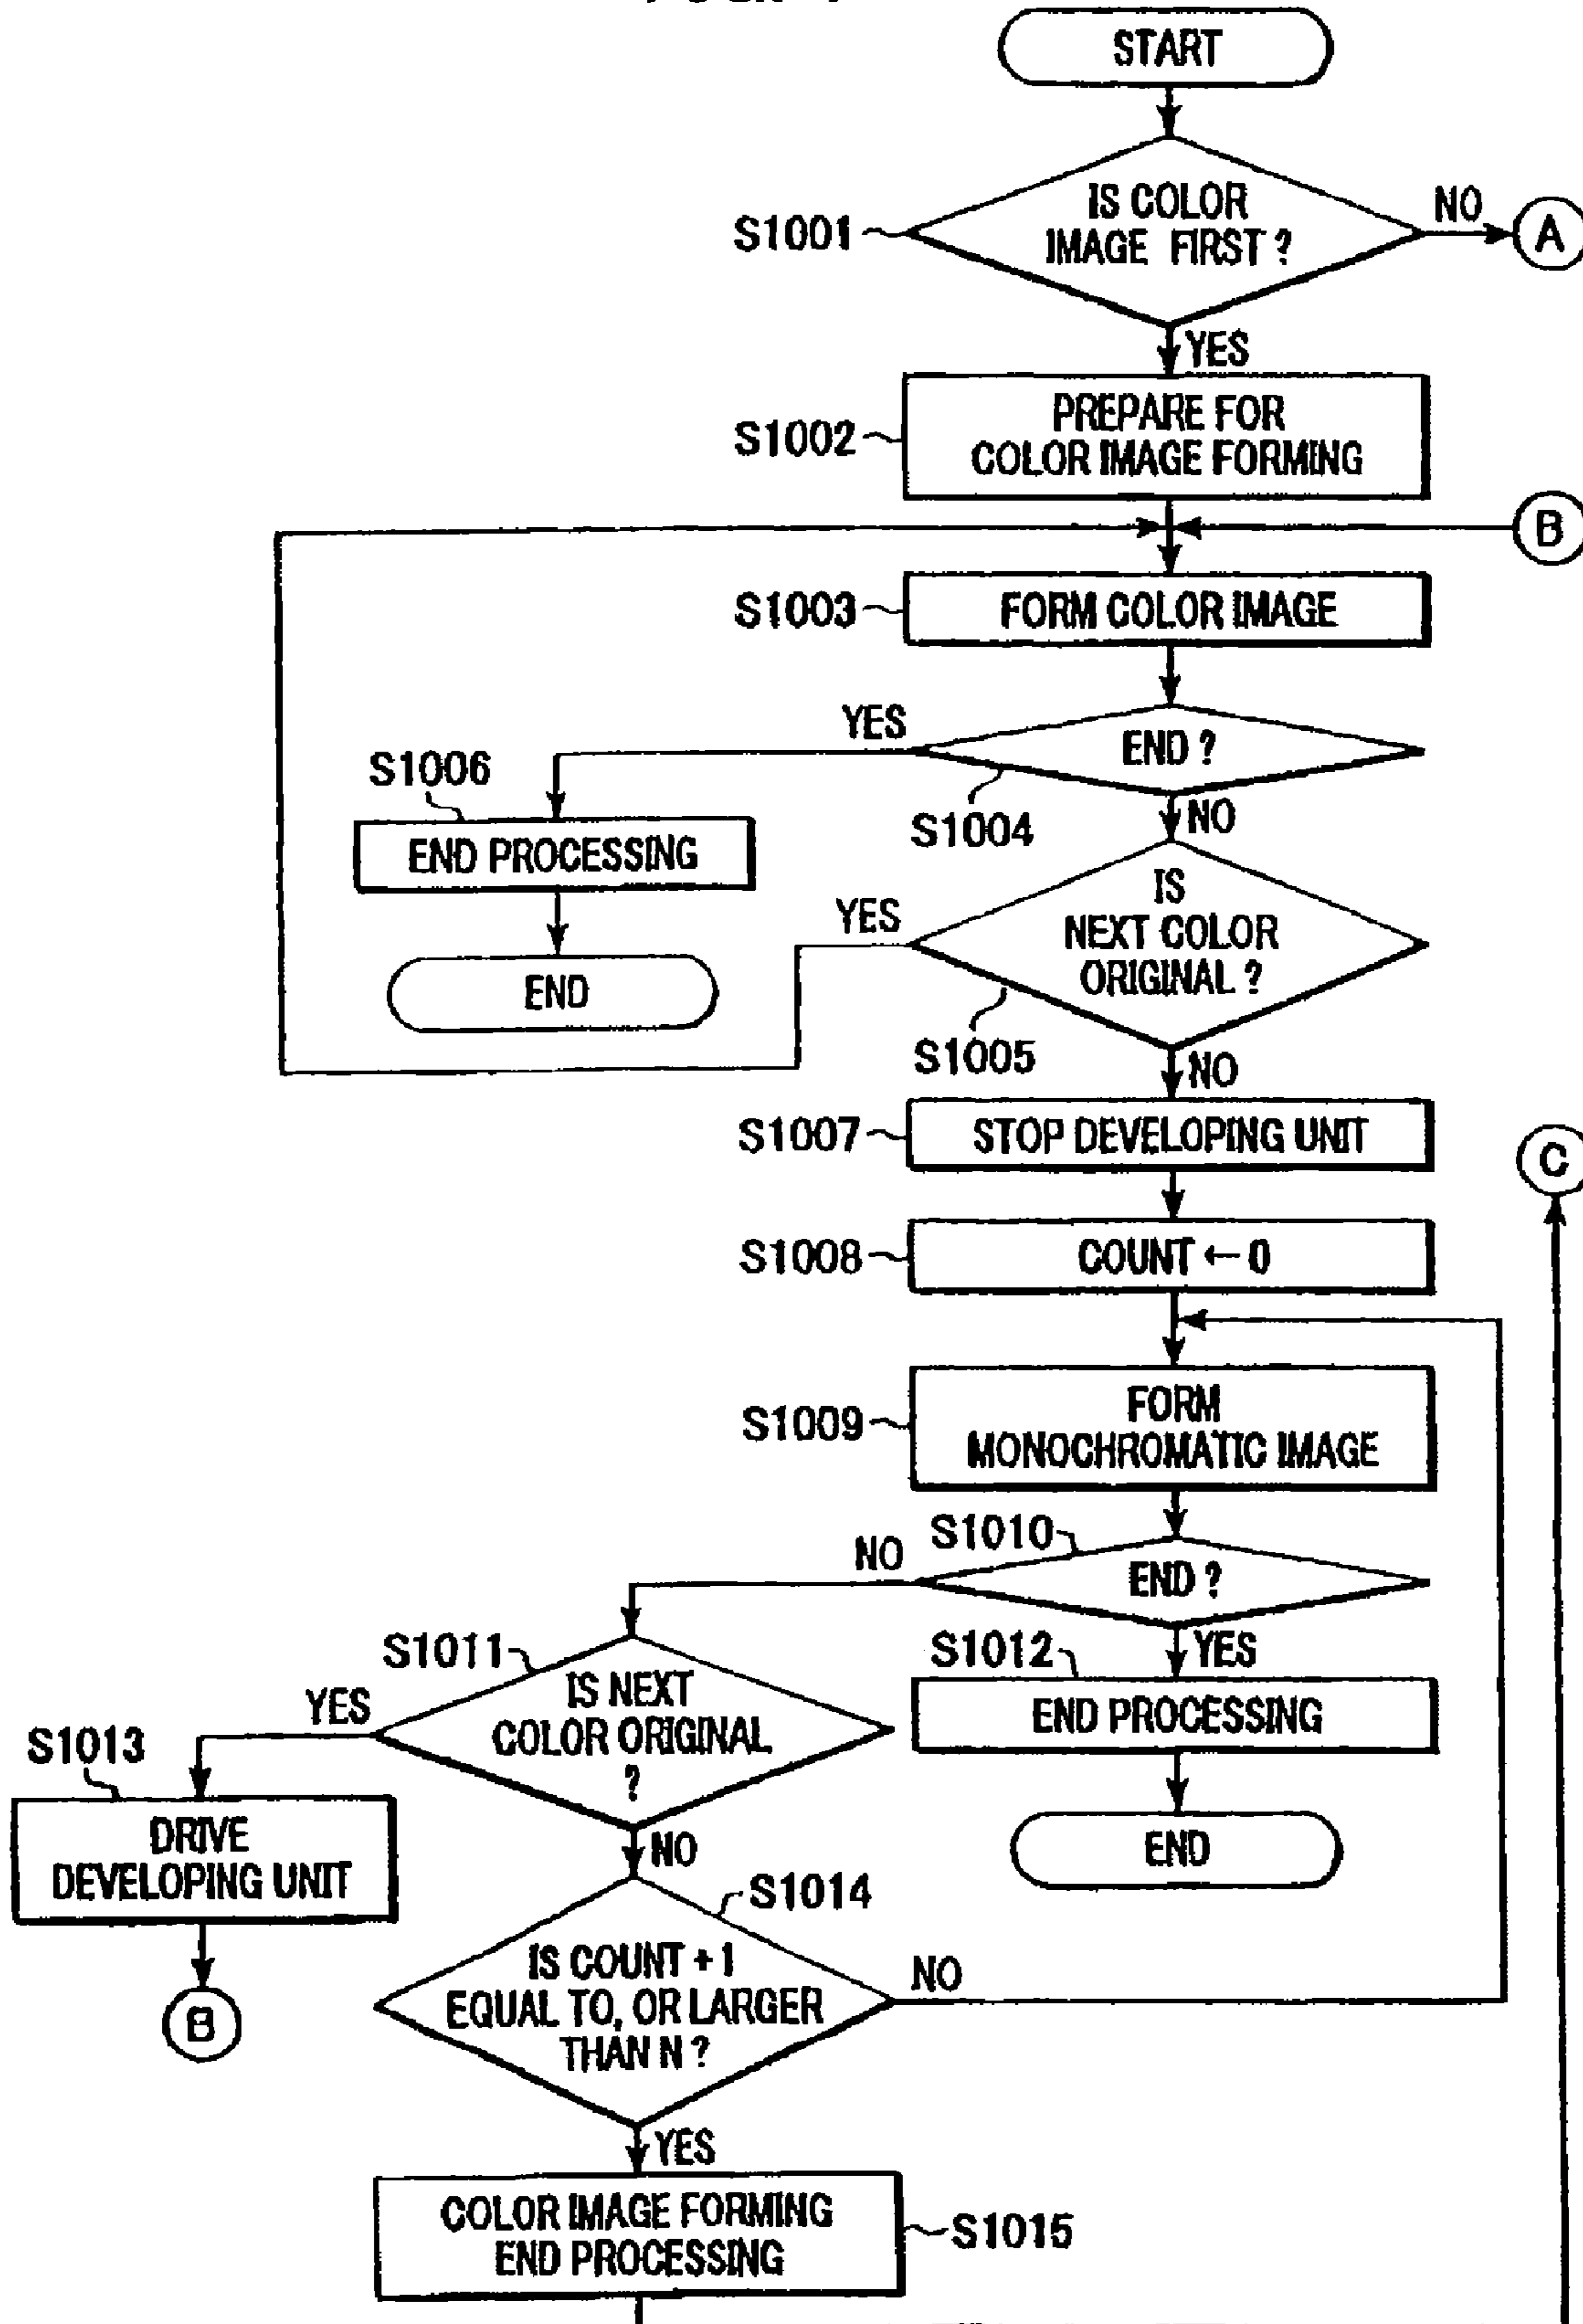 START
IS COLOR
IMAGE FIRST ?
S1001
NO
A
YES
PREPARE FOR
COLOR IMAGE FORMING
S1002
B
S1003
FORM COLOR IMAGE
YES
END ?
S1004
NO
S1006
END PROCESSING
END
YES
IS
NEXT COLOR
ORIGINAL ?
S1005
NO
S1007
STOP DEVELOPING UNIT
C
S1008
COUNT ← 0
S1009
FORM
MONOCHROMATIC IMAGE
S1010
NO
END ?
YES
S1011
IS NEXT
COLOR ORIGINAL
?
S1012
END PROCESSING
END
YES
S1013
DRIVE
DEVELOPING UNIT
B
NO
S1014
IS COUNT + 1
EQUAL TO, OR LARGER
THAN N ?
NO
YES
COLOR IMAGE FORMING
END PROCESSING
S1015